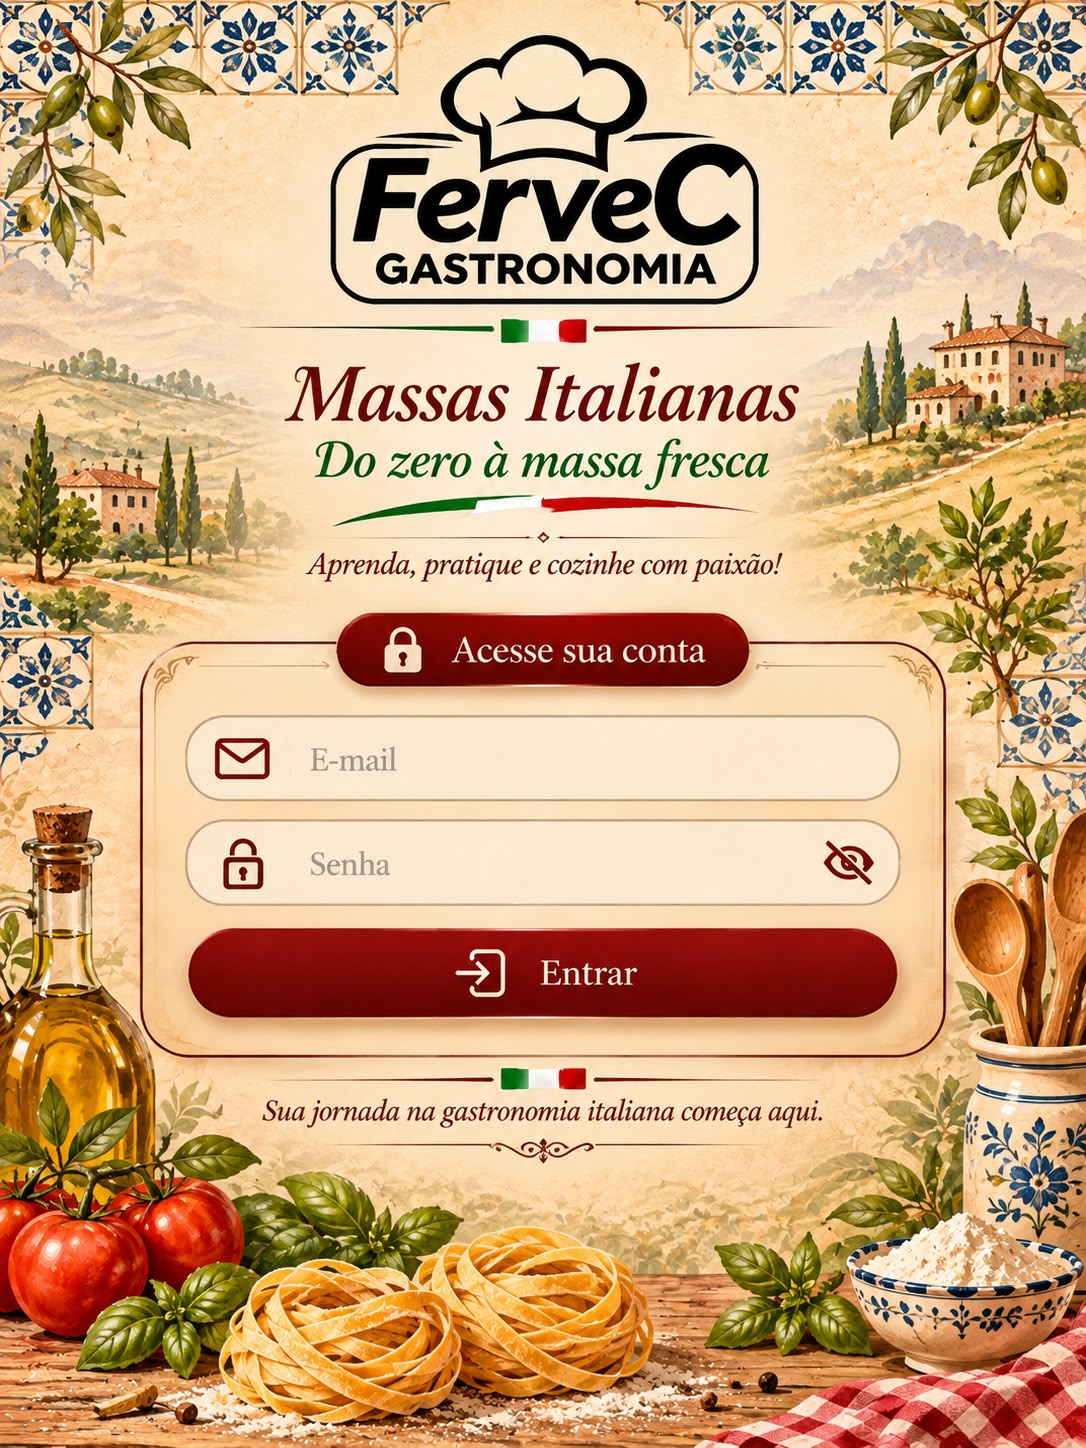 FerveC
GASTRONOMIA
Massas Italianas
Do zero à massa fresca
Aprenda, pratique e cozinhe com paixão!
Acesse sua conta
E-mail
Senha
Entrar
Sua jornada na gastronomia italiana começa aqui.